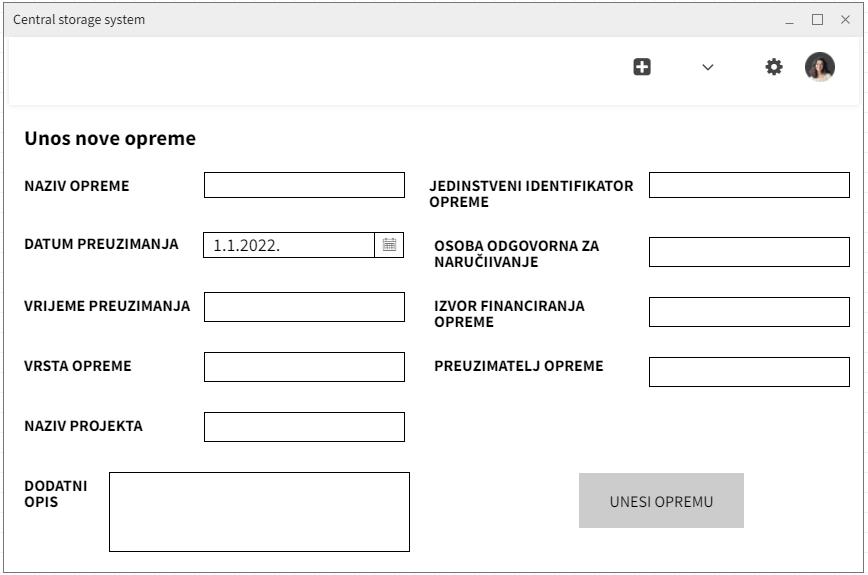 Central storage system
Unos nove opreme
NAZIV OPREME
JEDINSTVENI IDENTIFIKATOR
OPREME
DATUM PREUZIMANJA
1.1.2022.
OSOBA ODGOVORNA ZA
NARUČIIVANJE
VRIJEME PREUZIMANJA
IZVOR FINANCIRANJA
OPREME
VRSTA OPREME
PREUZIMATELJ OPREME
NAZIV PROJEKTA
DODATNI
OPIS
UNESI OPREMU